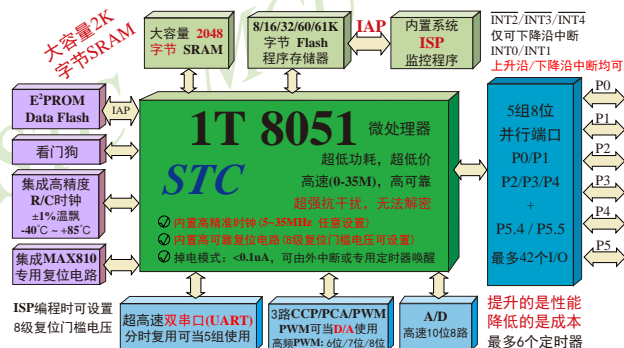 大容量2K
字节SRAM
大容量 2048
字节 SRAM
8/16/32/60/61K
字节 Flash
程序存储器
IAP
内置系统
ISP
监控程序
INT2/INT3/INT4
仅可下降沿中断
INT0/INT1
上升沿/下降沿中断均可
E²PROM
Data Flash
IAP
看门狗
集成高精度
R/C时钟
±1%温飘
-40℃ ~ +85℃
集成MAX810
专用复位电路
ISP编程时可设置
8级复位门槛电压
1T 8051 微处理器
STC
超低功耗，超低价
高速(0-35M)，高可靠
超强抗干扰，无法解密
内置高精准时钟(5~35MHz 任意设置)
内置高可靠复位电路(8级复位门槛电压可设置)
掉电模式：<0.1uA，可由外中断或专用定时器唤醒
5组8位
并行端口
P0/P1
P2/P3/P4
+
P5.4 / P5.5
最多42个I/O
P0
P1
P2
P3
P4
P5
超高速双串口(UART)
分时复用可当5组使用
3路CCP/PCA/PWM
PWM可当D/A使用
高频PWM: 6位/7位/8位
A/D
高速10位8路
提升的是性能
降低的是成本
最多6个定时器